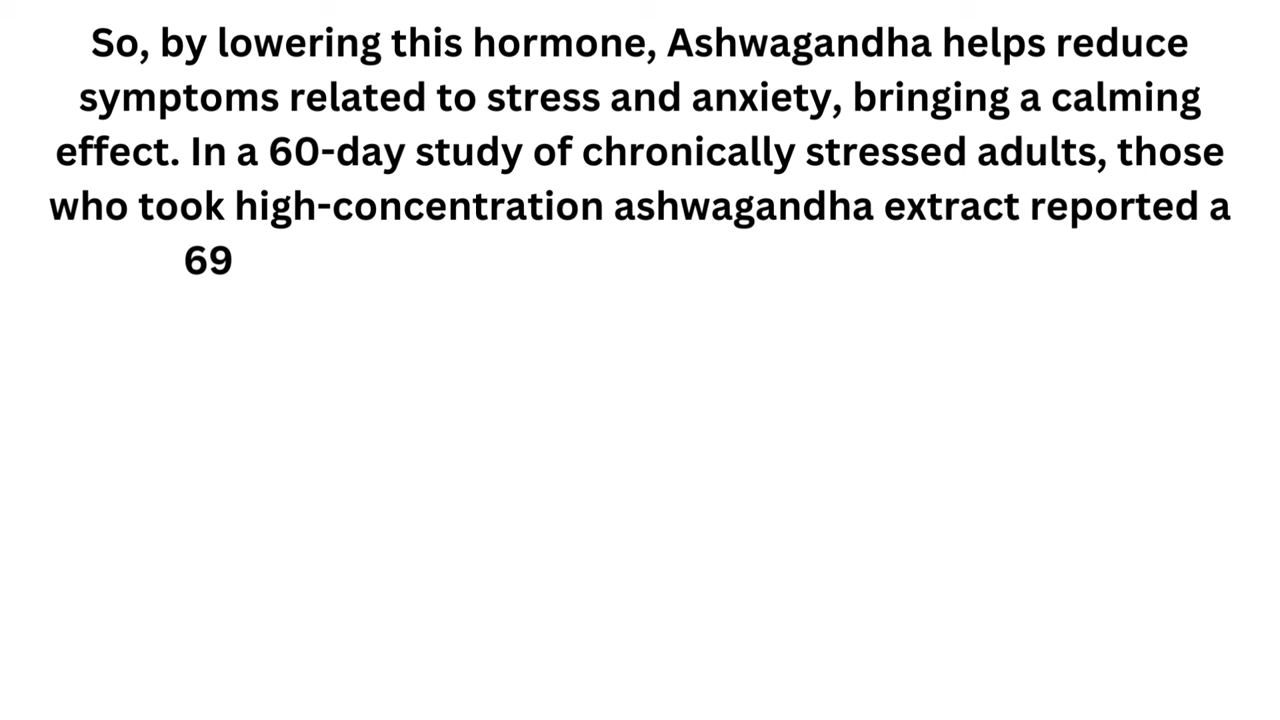 So, by lowering this hormone, Ashwagandha helps reduce
symptoms related to stress and anxiety, bringing a calming
effect. In a 60-day study of chronically stressed adults, those
who took high-concentration ashwagandha extract reported a
69